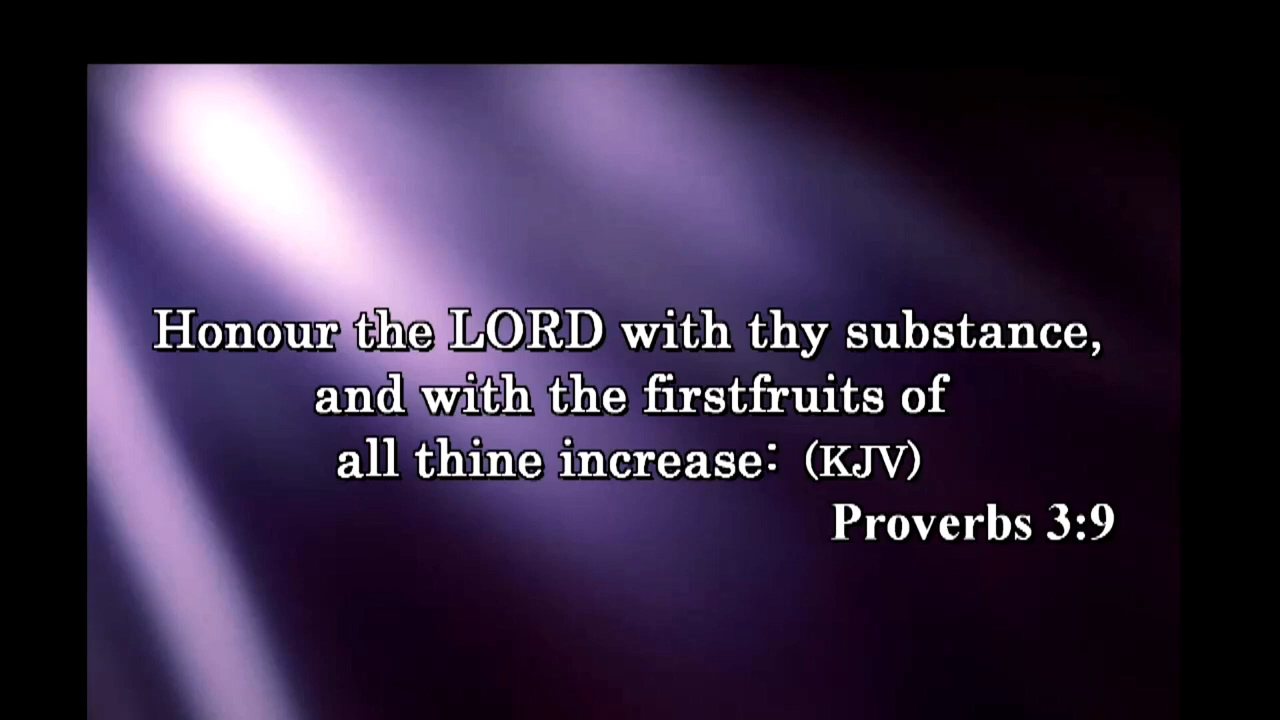 Honour the LORD with thy substance,
and with the firstfruits of
all thine increase: (KJV)
Proverbs 3:9